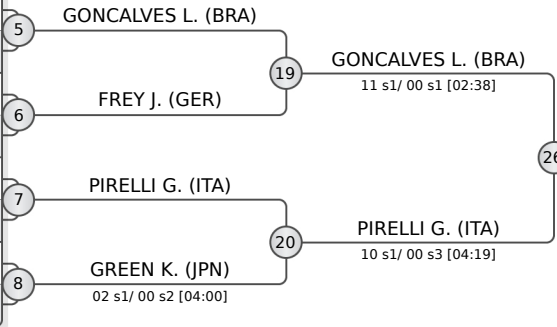 GONCALVES L. (BRA)
5
19
GONCALVES L. (BRA)
11 s1/ 00 s1 [02:38]
FREY J. (GER)
6
26
PIRELLI G. (ITA)
7
20
PIRELLI G. (ITA)
10 s1/ 00 s3 [04:19]
GREEN K. (JPN)
8
02 s1/ 00 s2 [04:00]